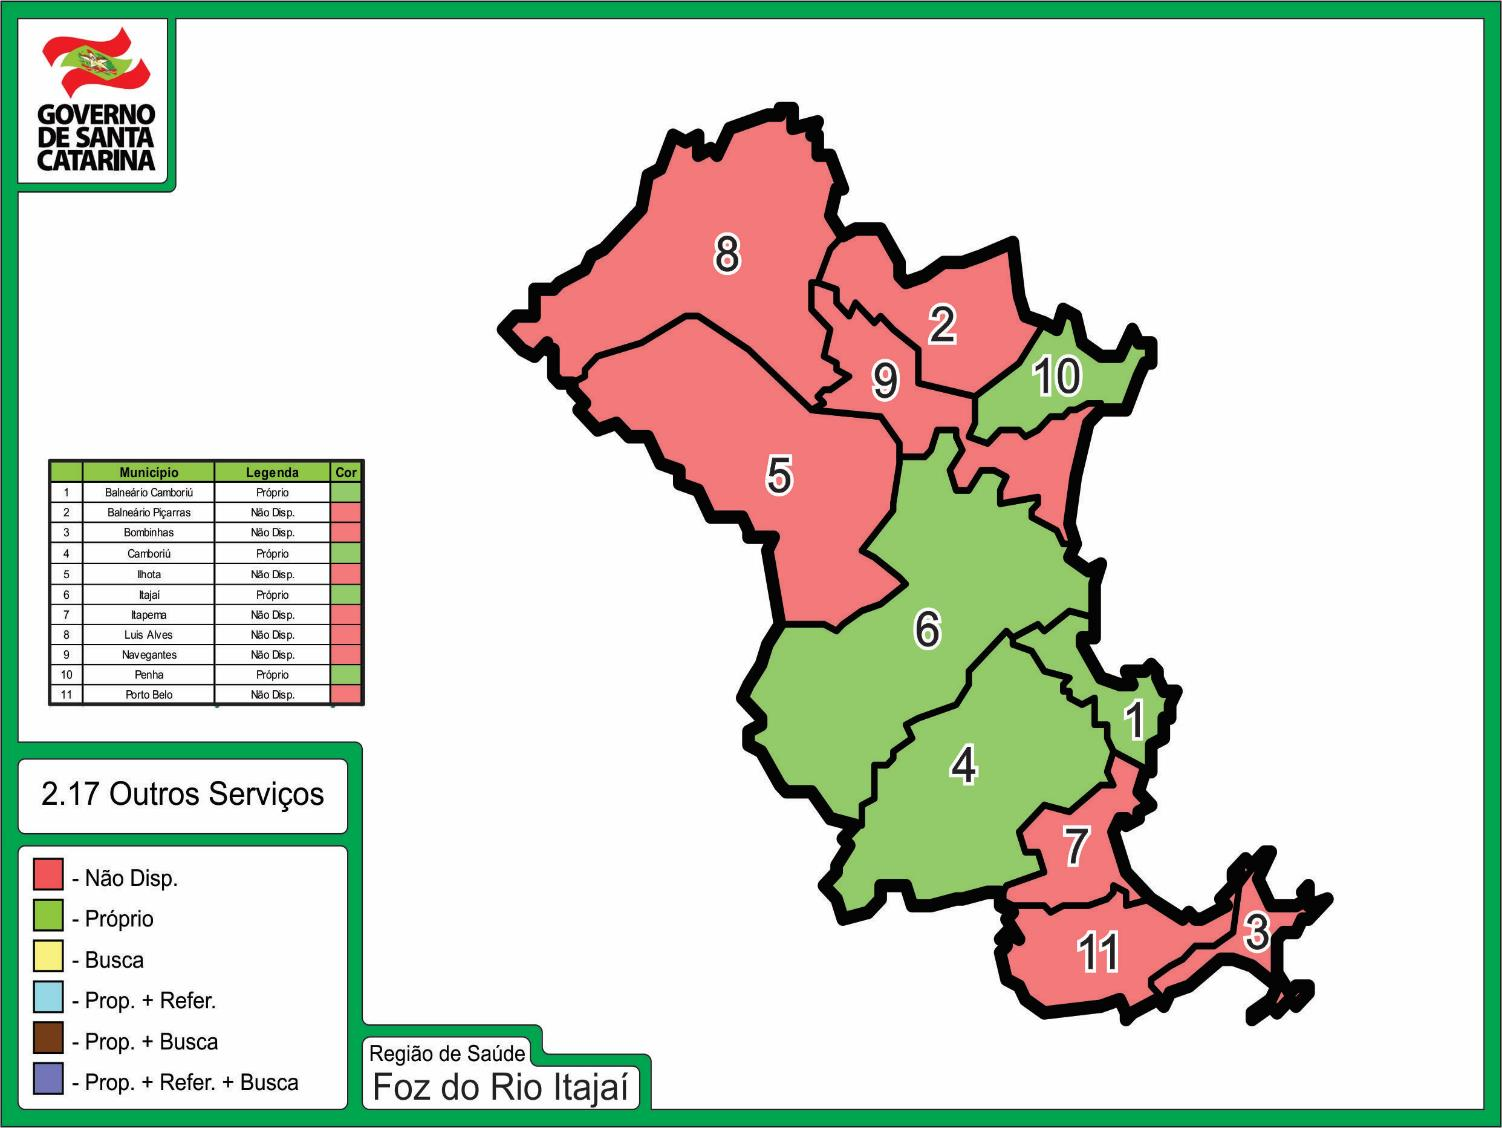 GOVERNO
DE SANTA
CATARINA
8
2
10
9
5
6
1
4
7
3
11
Município Legenda Cor
1 Balneário Camboriú Próprio
2 Balneário Piçarras Não Disp.
3 Bombinhas Não Disp.
4 Camboriú Próprio
5 Ilhota Não Disp.
6 Itajaí Próprio
7 Itapema Não Disp.
8 Luis Alves Não Disp.
9 Navegantes Não Disp.
10 Penha Próprio
11 Porto Belo Não Disp.
2.17 Outros Serviços
- Não Disp.
- Próprio
- Busca
- Prop. + Refer.
- Prop. + Busca
- Prop. + Refer. + Busca
Região de Saúde
Foz do Rio Itajaí